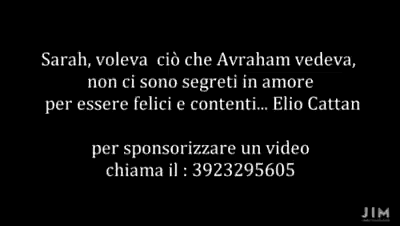 Sarah, voleva ciò che Avraham vedeva,
non ci sono segreti in amore
per essere felici e contenti... Elio Cattan
per sponsorizzare un video
chiama il : 3923295605
JIM